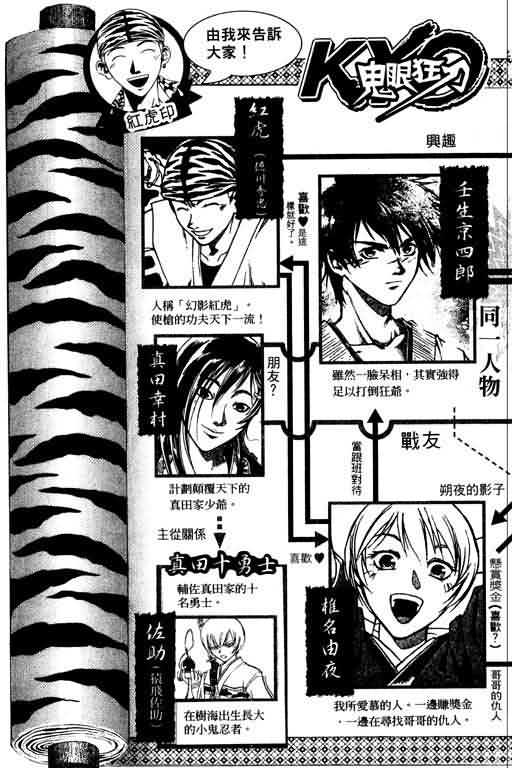 由我來告訴
大家！
KYO
鬼眼狂刀
紅虎印
紅虎
（德川秀忠）
興趣
喜歡♥是這
樣就好了。
壬生京四郎
人稱「幻影紅虎」。
使槍的功夫天下一流！
同一人物
真田幸村
朋友？
雖然一臉呆相，其實強得
足以打倒狂爺。
當跟班對待
戰友
計劃顛覆天下的
真田家少爺。
朔夜的影子
主從關係
真田十勇士
喜歡♥
輔佐真田家的十
名勇士。
懸賞獎金（喜歡？）
佐助
（猿飛佐助）
椎名由夜
哥哥的仇人
在樹海出生長大
的小鬼忍者。
我所愛慕的人。一邊賺獎金
，一邊在尋找哥哥的仇人。